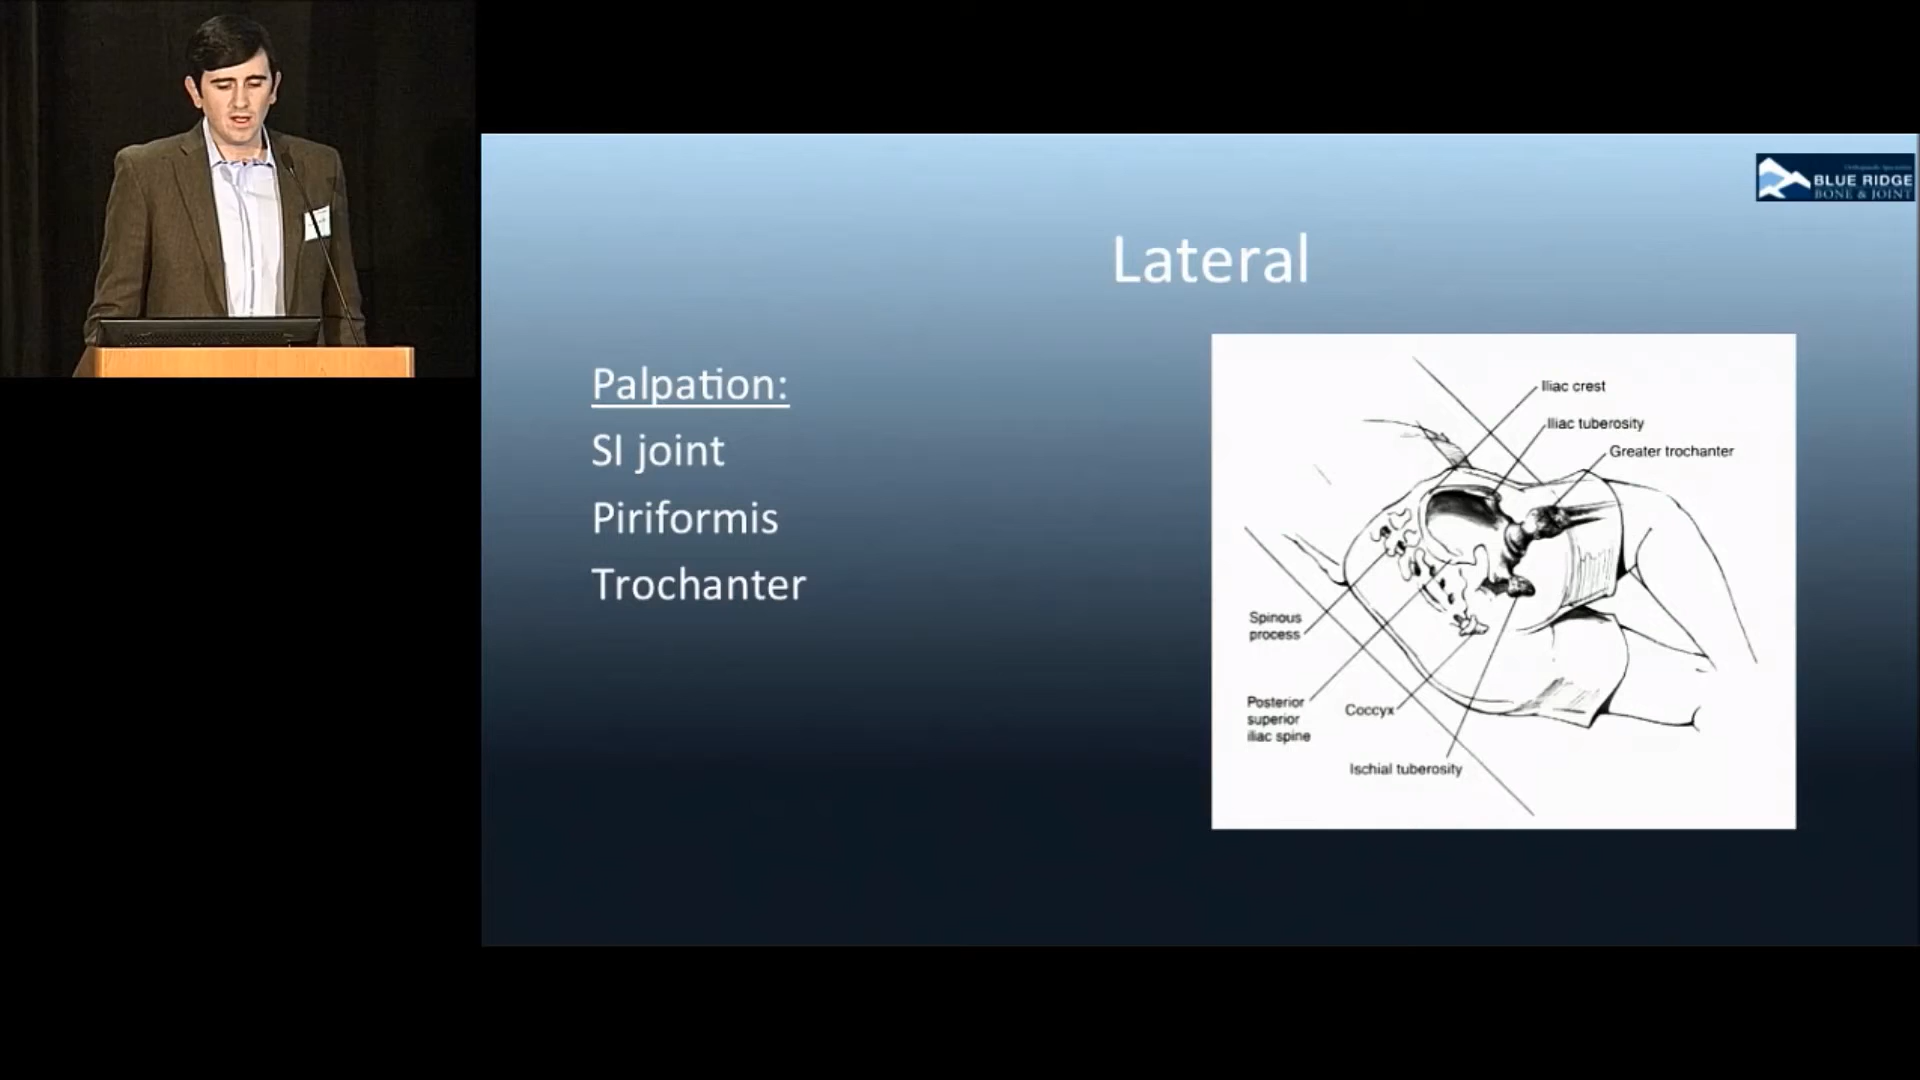 BLUE RIDGE
BONE & JOINT
Lateral
Palpation:
SI joint
Piriformis
Trochanter
Iliac crest
Iliac tuberosity
Greater trochanter
Spinous
process
Posterior
superior
iliac spine
Coccyx
Ischial tuberosity